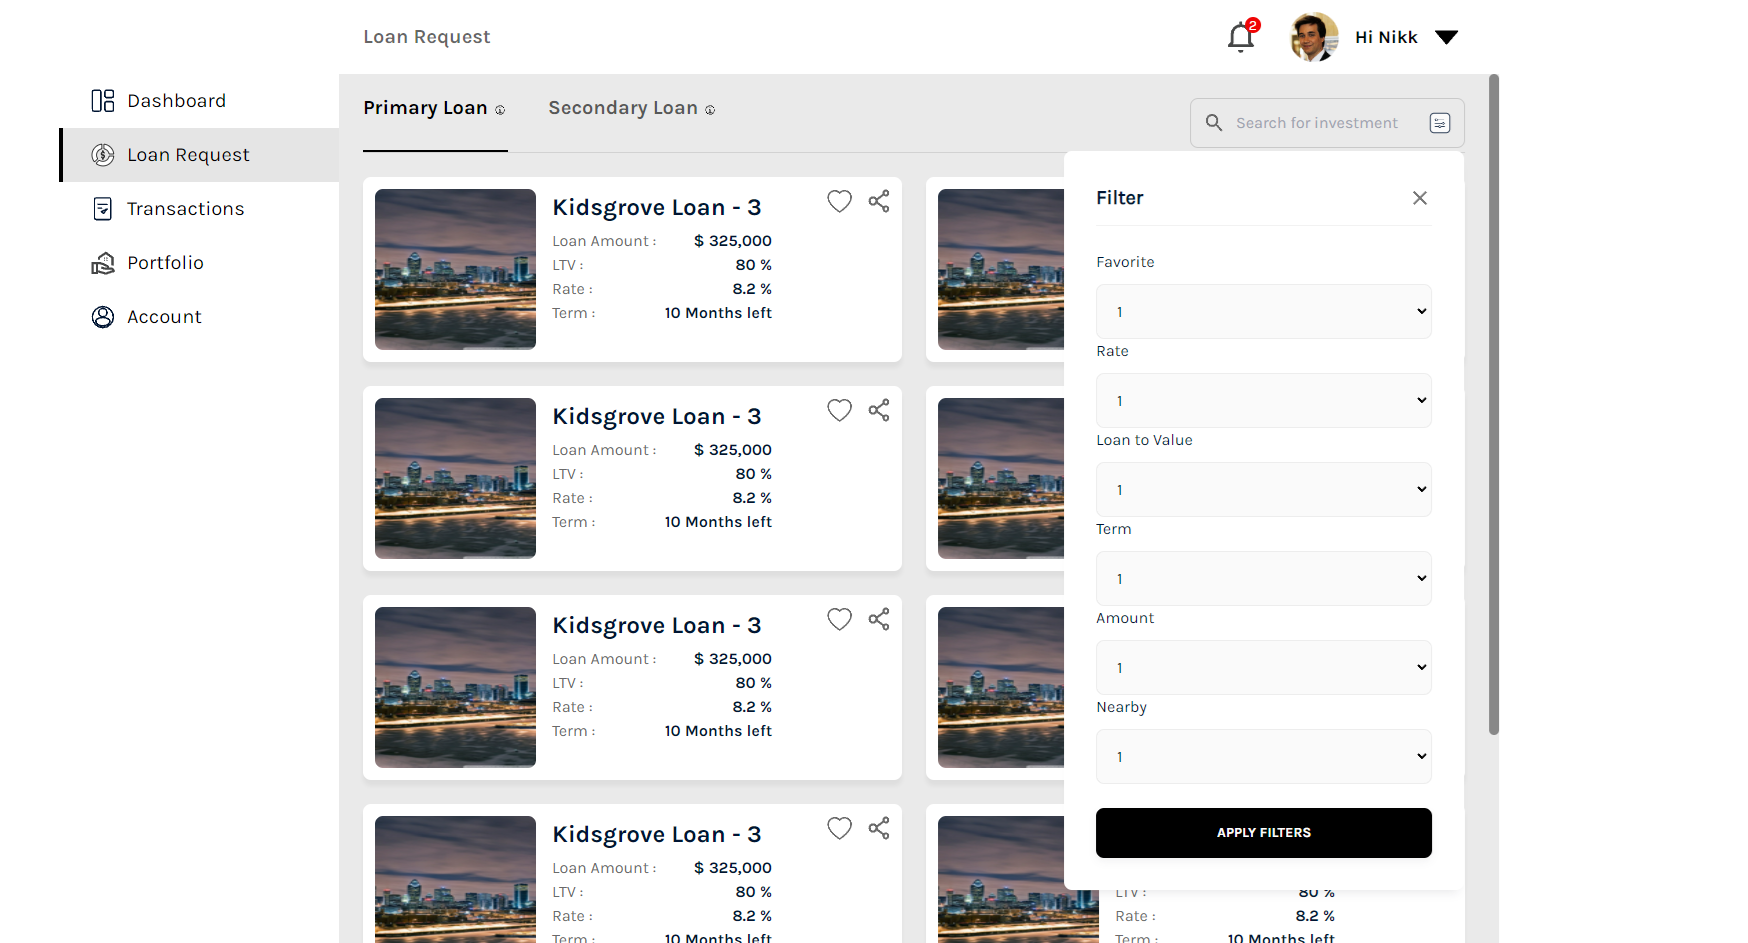 Loan Request
2
Hi Nikk
Dashboard
Loan Request
Transactions
Portfolio
Account
Primary Loan
Secondary Loan
Search for investment
Kidsgrove Loan - 3
Loan Amount : $ 325,000
LTV : 80 %
Rate : 8.2 %
Term : 10 Months left
Kidsgrove Loan - 3
Loan Amount : $ 325,000
LTV : 80 %
Rate : 8.2 %
Term : 10 Months left
Kidsgrove Loan - 3
Loan Amount : $ 325,000
LTV : 80 %
Rate : 8.2 %
Term : 10 Months left
Kidsgrove Loan - 3
Loan Amount : $ 325,000
LTV : 80 %
Rate : 8.2 %
Term : 10 Months left
Filter
Favorite
1
Rate
1
Loan to Value
1
Term
1
Amount
1
Nearby
1
APPLY FILTERS
LTV : 80 %
Rate : 8.2 %
Term : 10 Months left